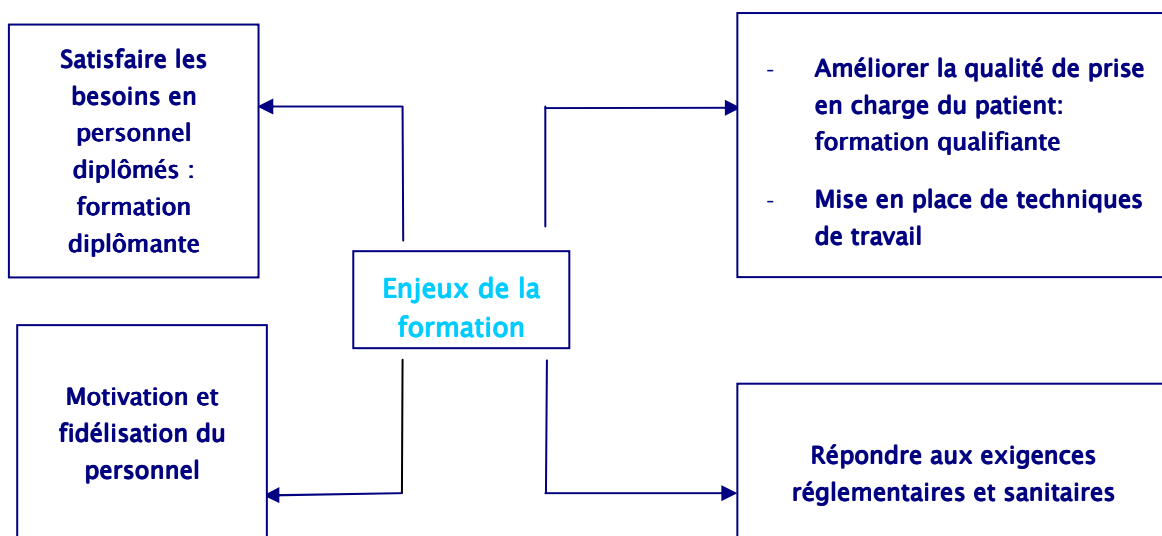 Satisfaire les
besoins en
personnel
diplômés :
formation
diplômante
- Améliorer la qualité de prise
en charge du patient:
formation qualifiante
- Mise en place de techniques
de travail
Enjeux de la
formation
Motivation et
fidélisation du
personnel
Répondre aux exigences
réglementaires et sanitaires